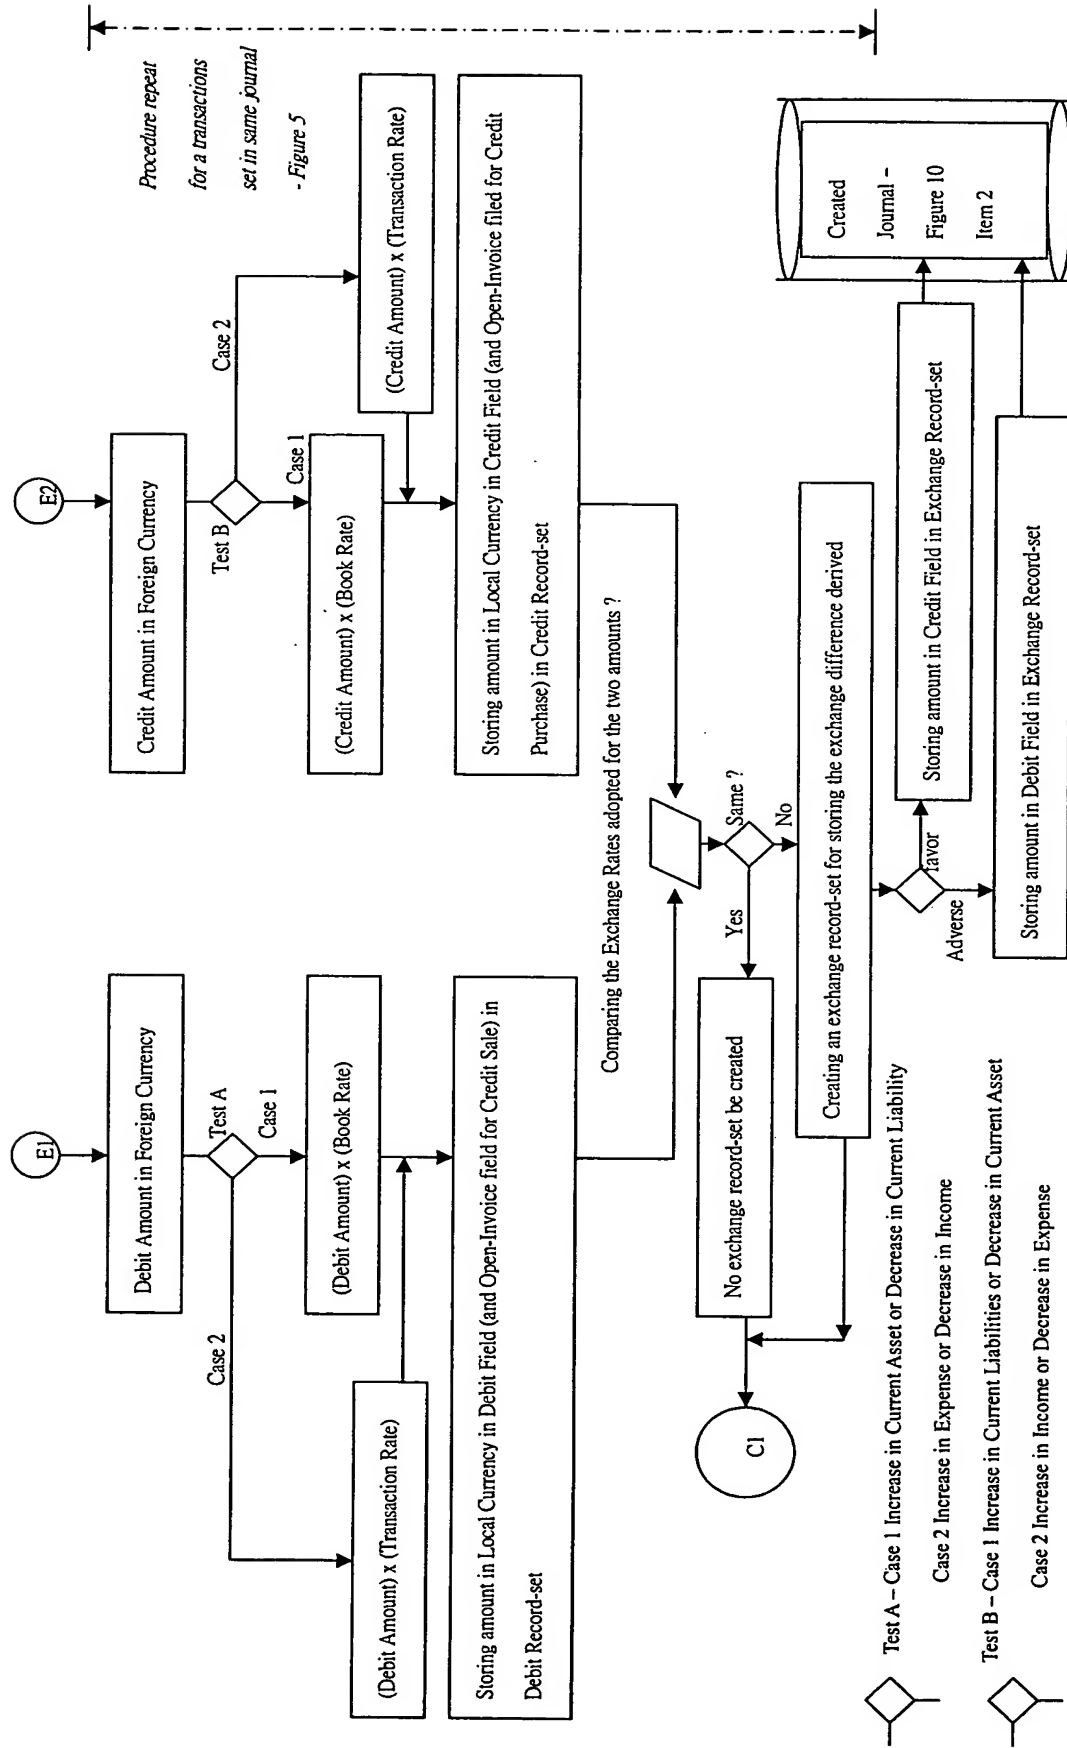 E1
E2
Procedure repeat
for a transactions
set in same journal
- Figure 5
Debit Amount in Foreign Currency
Credit Amount in Foreign Currency
Test A
Test B
Case 2
Case 1
Case 1
Case 2
(Debit Amount) x (Transaction Rate)
(Debit Amount) x (Book Rate)
(Credit Amount) x (Book Rate)
(Credit Amount) x (Transaction Rate)
Storing amount in Local Currency in Debit Field (and Open-Invoice field for Credit Sale) in
Debit Record-set
Storing amount in Local Currency in Credit Field (and Open-Invoice filed for Credit
Purchase) in Credit Record-set
Comparing the Exchange Rates adopted for the two amounts ?
Same ?
Yes
No
No exchange record-set be created
Creating an exchange record-set for storing the exchange difference derived
C1
favor
Adverse
Storing amount in Credit Field in Exchange Record-set
Storing amount in Debit Field in Exchange Record-set
Created
Journal –
Figure 10
Item 2
Test A – Case 1 Increase in Current Asset or Decrease in Current Liability
Case 2 Increase in Expense or Decrease in Income
Test B – Case 1 Increase in Current Liabilities or Decrease in Current Asset
Case 2 Increase in Income or Decrease in Expense